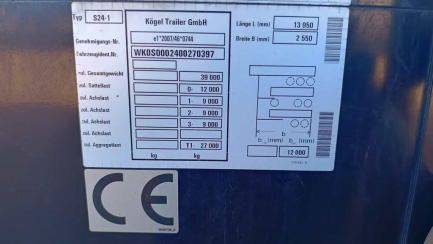 Typ S24-1 Kögel Trailer GmbH Länge L (mm) 13 950
Genehmigungs-Nr. e1*2007/46*0744 Breite B (mm) 2 550
Fahrzeugident.Nr. WK0S0002400270397
zul. Gesamtgewicht 39 000
zul. Sattellast 0- 12 000
zul. Achslast 1- 9 000
zul. Achslast 2- 9 000
zul. Achslast 3- 9 000
zul. Achslast
zul. Aggregatlast T1- 27 000
kg kg
b b
(mm) (mm)
12 000
CE